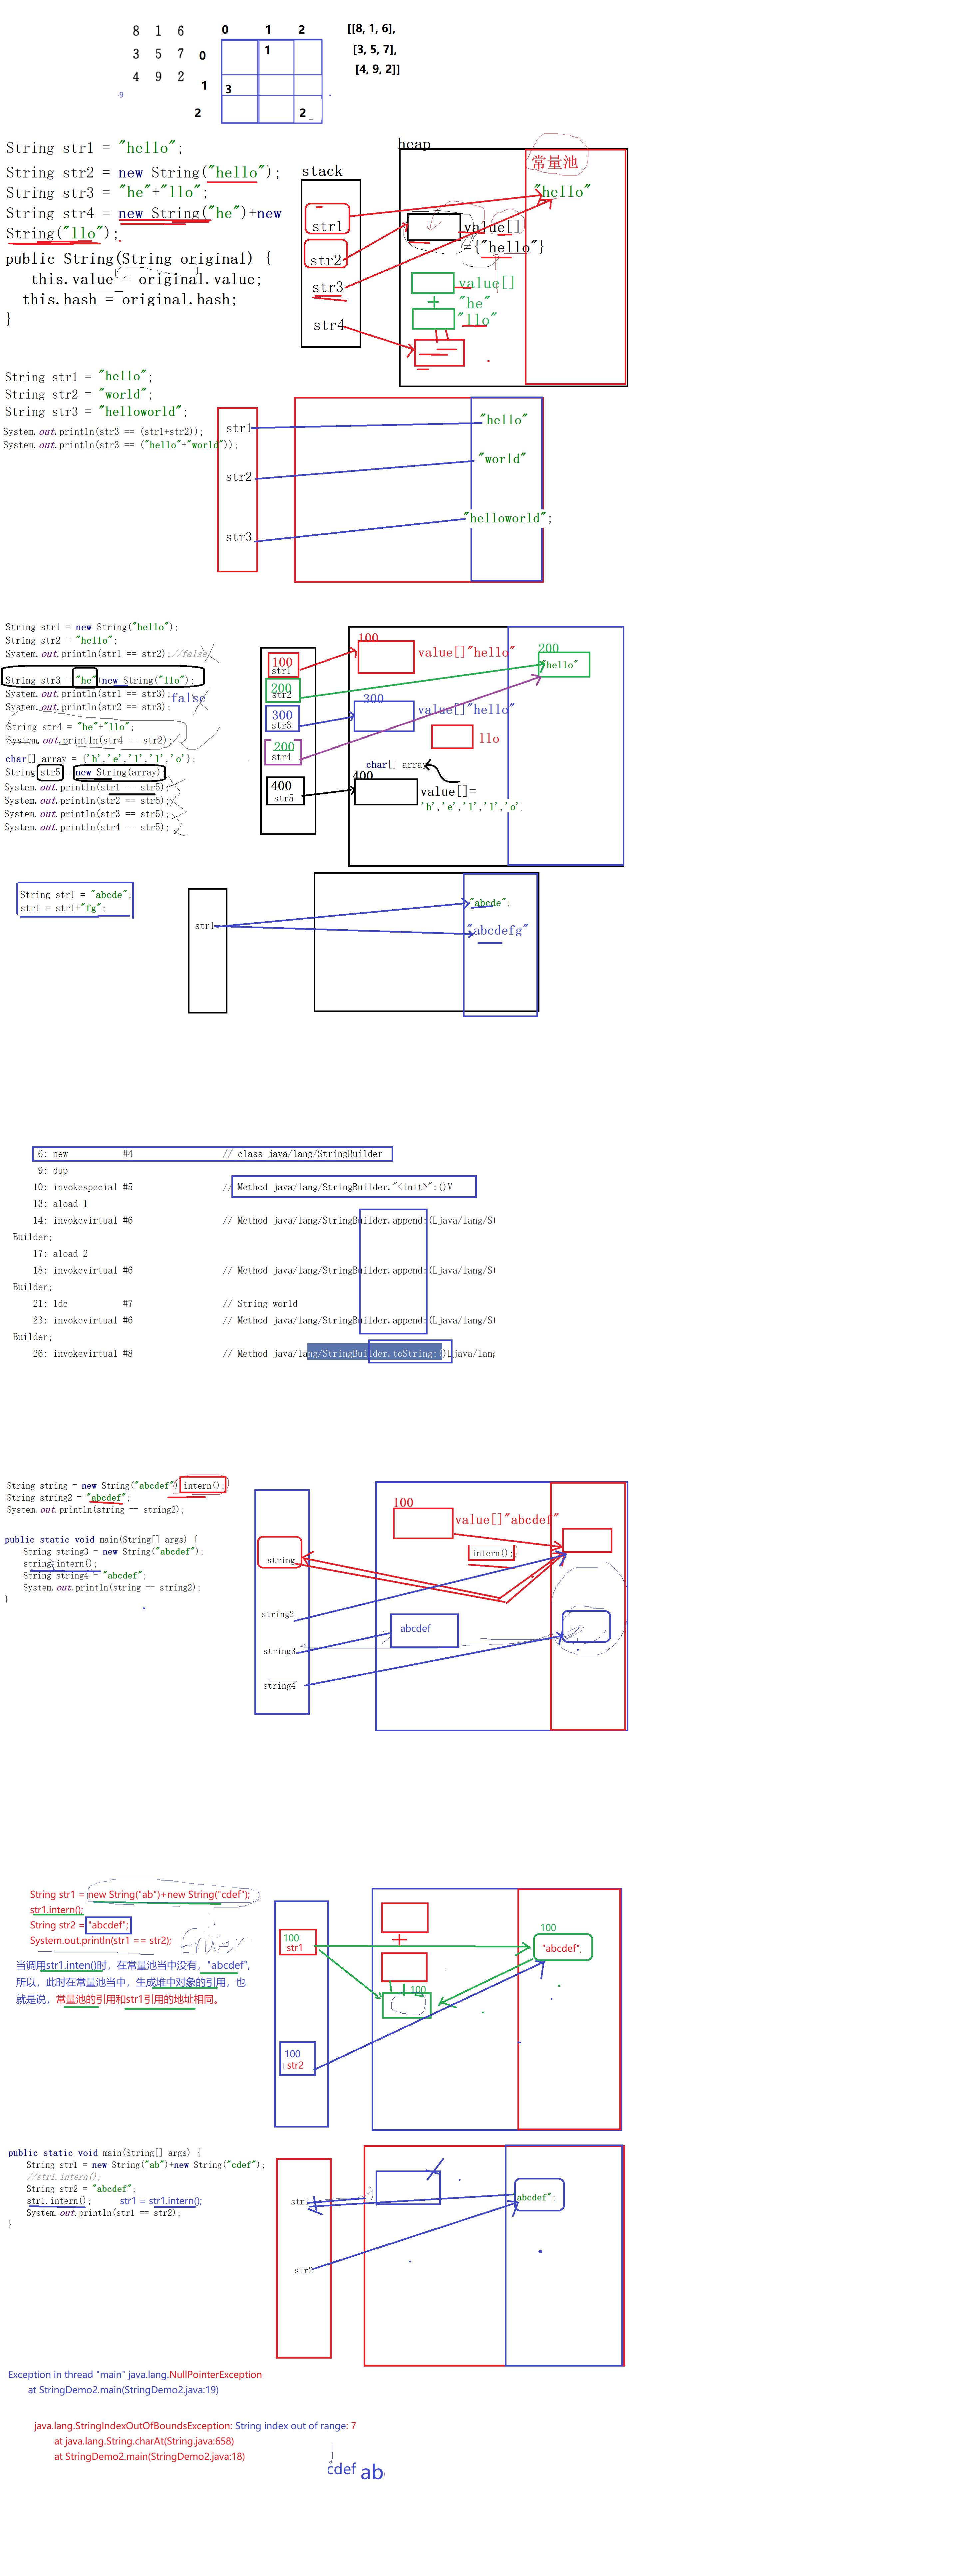 8 1 6
3 5 7
4 9 2
9
0 1 2
0 1
1 3
2 2
[[8, 1, 6],
[3, 5, 7],
[4, 9, 2]]
String str1 = "hello";
String str2 = new String("hello");
String str3 = "he"+"llo";
String str4 = new String("he")+new
String("llo");
public String(String original) {
this.value = original.value;
this.hash = original.hash;
}
stack
str1
str2
str3
str4
heap
常量池
"hello"
value[]
={"hello"}
value[]
+ "he"
"llo"
String str1 = "hello";
String str2 = "world";
String str3 = "helloworld";
System.out.println(str3 == (str1+str2));
System.out.println(str3 == ("hello"+"world"));
str1
str2
str3
"hello"
"world"
"helloworld";
String str1 = new String("hello");
String str2 = "hello";
System.out.println(str1 == str2);//false
String str3 = "he"+new String("llo");
System.out.println(str1 == str3);false
System.out.println(str2 == str3);
String str4 = "he"+"llo";
System.out.println(str4 == str2);
char[] array = {'h','e','l','l','o'};
String str5 = new String(array);
System.out.println(str1 == str5);
System.out.println(str2 == str5);
System.out.println(str3 == str5);
System.out.println(str4 == str5);
100
str1
200
str2
300
str3
200
str4
400
str5
100
value[]"hello"
200
"hello"
300
value[]"hello"
llo
char[] array
400
value[]=
'h','e','l','l','o'
String str1 = "abcde";
str1 = str1+"fg";
str1
"abcde";
"abcdefg"
6: new #4 // class java/lang/StringBuilder
9: dup
10: invokespecial #5 // Method java/lang/StringBuilder."<init>":()V
13: aload_1
14: invokevirtual #6 // Method java/lang/StringBuilder.append:(Ljava/lang/St
Builder;
17: aload_2
18: invokevirtual #6 // Method java/lang/StringBuilder.append:(Ljava/lang/St
Builder;
21: ldc #7 // String world
23: invokevirtual #6 // Method java/lang/StringBuilder.append:(Ljava/lang/St
Builder;
26: invokevirtual #8 // Method java/lang/StringBuilder.toString:()Ljava/lang
String string = new String("abcdef") intern();
String string2 = "abcdef";
System.out.println(string == string2);
public static void main(String[] args) {
String string3 = new String("abcdef");
string.intern();
String string4 = "abcdef";
System.out.println(string == string2);
}
string
string2
string3
string4
100
value[]"abcdef"
intern();
abcdef
String str1 = new String("ab")+new String("cdef");
str1.intern();
String str2 = "abcdef";
System.out.println(str1 == str2);
当调用str1.inten()时，在常量池当中没有，"abcdef",
所以，此时在常量池当中，生成堆中对象的引用，也
就是说，常量池的引用和str1引用的地址相同。
100
str1
100
str2
+
100
100
"abcdef"
public static void main(String[] args) {
String str1 = new String("ab")+new String("cdef");
//str1.intern();
String str2 = "abcdef";
str1.intern(); str1 = str1.intern();
System.out.println(str1 == str2);
}
str1
str2
abcdef";
Exception in thread "main" java.lang.NullPointerException
at StringDemo2.main(StringDemo2.java:19)
java.lang.StringIndexOutOfBoundsException: String index out of range: 7
at java.lang.String.charAt(String.java:658)
at StringDemo2.main(StringDemo2.java:18)
cdef ab